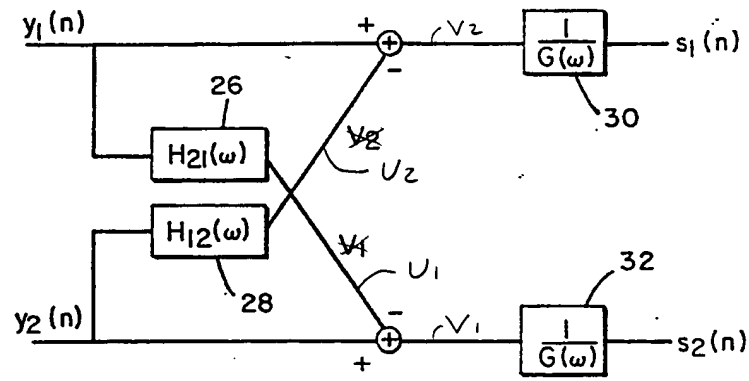 y₁(n) + V₂ 1/G(ω) s₁(n)
−
26 30
V₂
H₂₁(ω) U₂
H₁₂(ω) V₁
28 U₁ 32
−
y₂(n) + V₁ 1/G(ω) s₂(n)